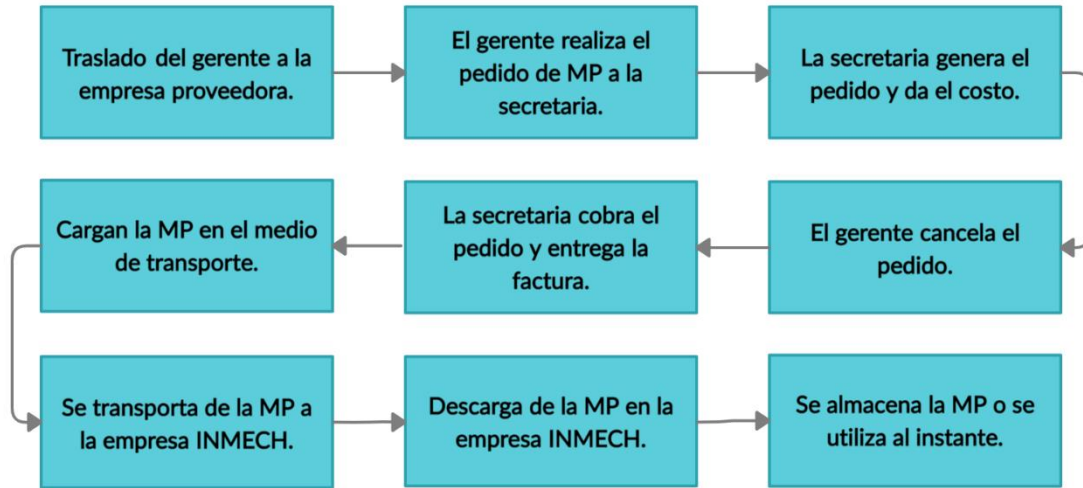 Traslado del gerente a la
empresa proveedora.
El gerente realiza el
pedido de MP a la
secretaria.
La secretaria genera el
pedido y da el costo.
El gerente cancela el
pedido.
La secretaria cobra el
pedido y entrega la
factura.
Cargan la MP en el medio
de transporte.
Se transporta de la MP a
la empresa INMECH.
Descarga de la MP en la
empresa INMECH.
Se almacena la MP o se
utiliza al instante.